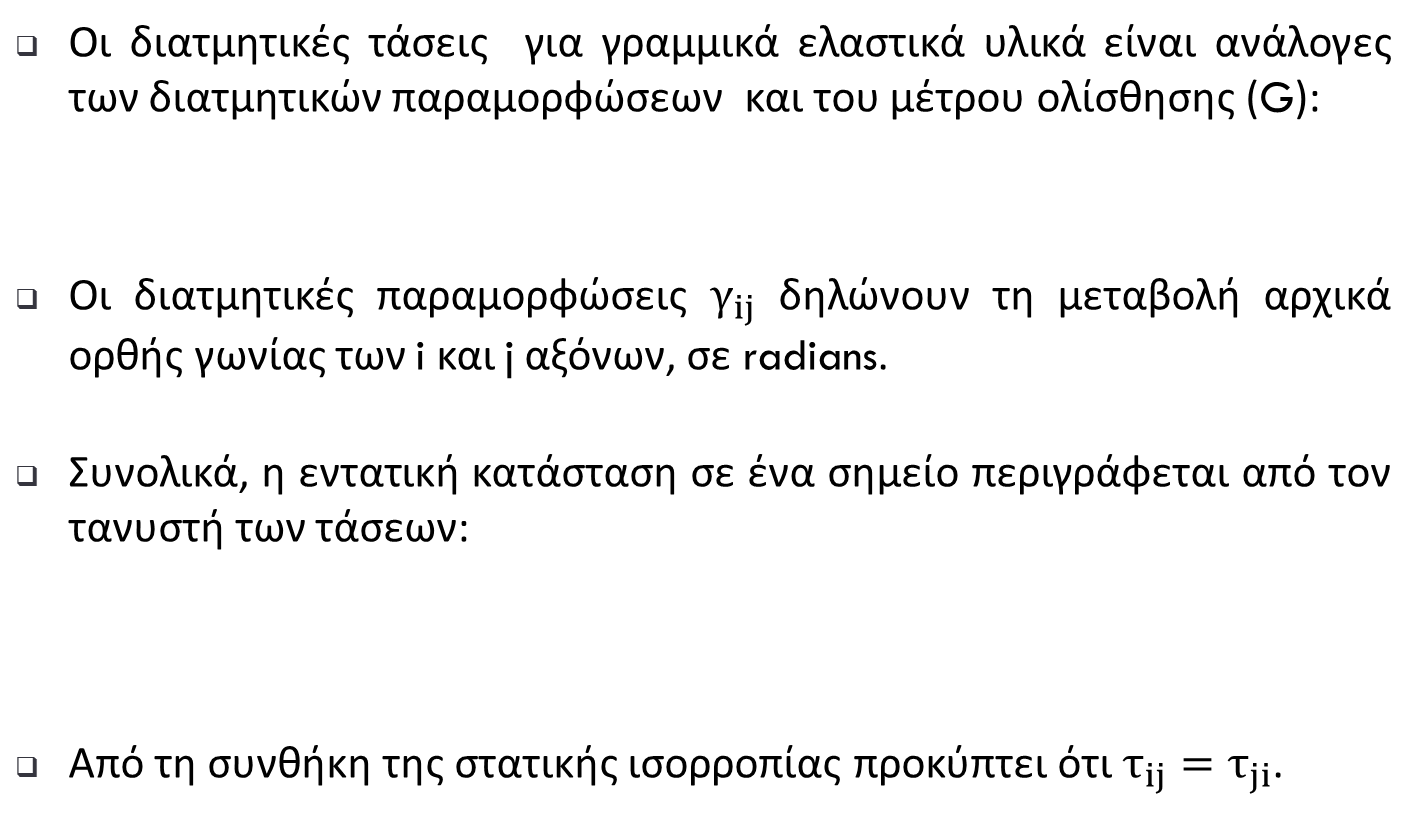 ❑ Οι διατμητικές τάσεις για γραμμικά ελαστικά υλικά είναι ανάλογες
των διατμητικών παραμορφώσεων και του μέτρου ολίσθησης (G):
❑ Οι διατμητικές παραμορφώσεις γ_ij δηλώνουν τη μεταβολή αρχικά
ορθής γωνίας των i και j αξόνων, σε radians.
❑ Συνολικά, η εντατική κατάσταση σε ένα σημείο περιγράφεται από τον
τανυστή των τάσεων:
❑ Από τη συνθήκη της στατικής ισορροπίας προκύπτει ότι τ_ij = τ_ji.